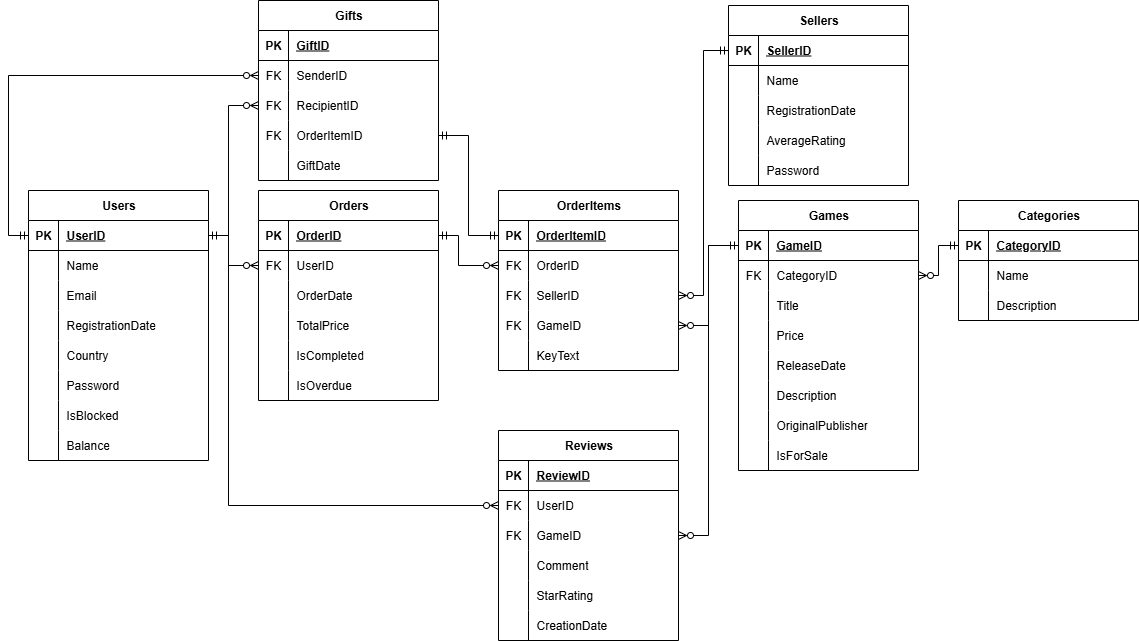 Gifts
PK GiftID
FK SenderID
FK RecipientID
FK OrderItemID
GiftDate
Sellers
PK SellerID
Name
RegistrationDate
AverageRating
Password
Users
PK UserID
Name
Email
RegistrationDate
Country
Password
IsBlocked
Balance
Orders
PK OrderID
FK UserID
OrderDate
TotalPrice
IsCompleted
IsOverdue
OrderItems
PK OrderItemID
FK OrderID
FK SellerID
FK GameID
KeyText
Games
PK GameID
FK CategoryID
Title
Price
ReleaseDate
Description
OriginalPublisher
IsForSale
Categories
PK CategoryID
Name
Description
Reviews
PK ReviewID
FK UserID
FK GameID
Comment
StarRating
CreationDate